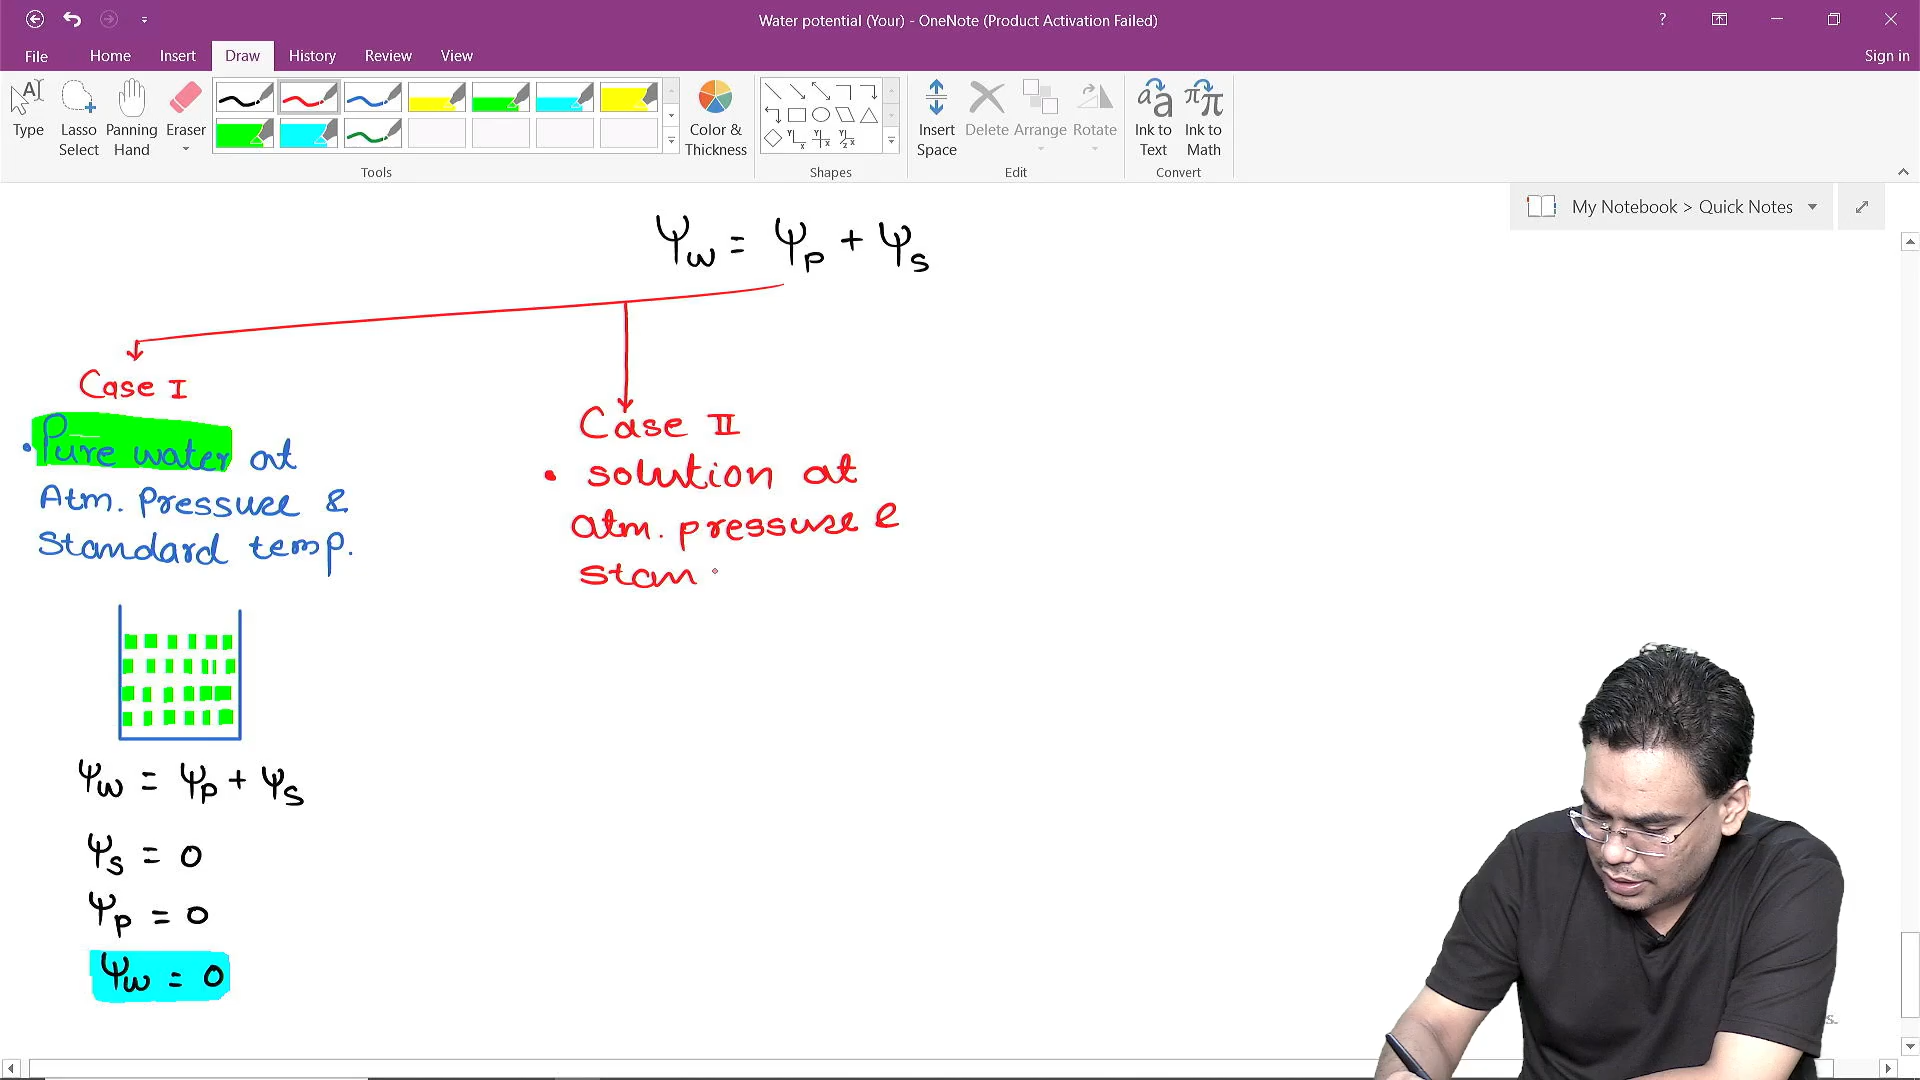 Water potential (Your) - OneNote (Product Activation Failed)
?
Sign in
File
Home
Insert
Draw
History
Review
View
Type
Lasso Select
Panning Hand
Eraser
Color & Thickness
Insert Space
Delete
Arrange
Rotate
Ink to Text
Ink to Math
Tools
Shapes
Edit
Convert
My Notebook > Quick Notes
Ψw = Ψp + Ψs
Case I
• Pure water at
Atm. Pressure &
Standard temp.
Ψw = Ψp + Ψs
Ψs = 0
Ψp = 0
Ψw = 0
Case II
• solution at
atm. pressure &
stan